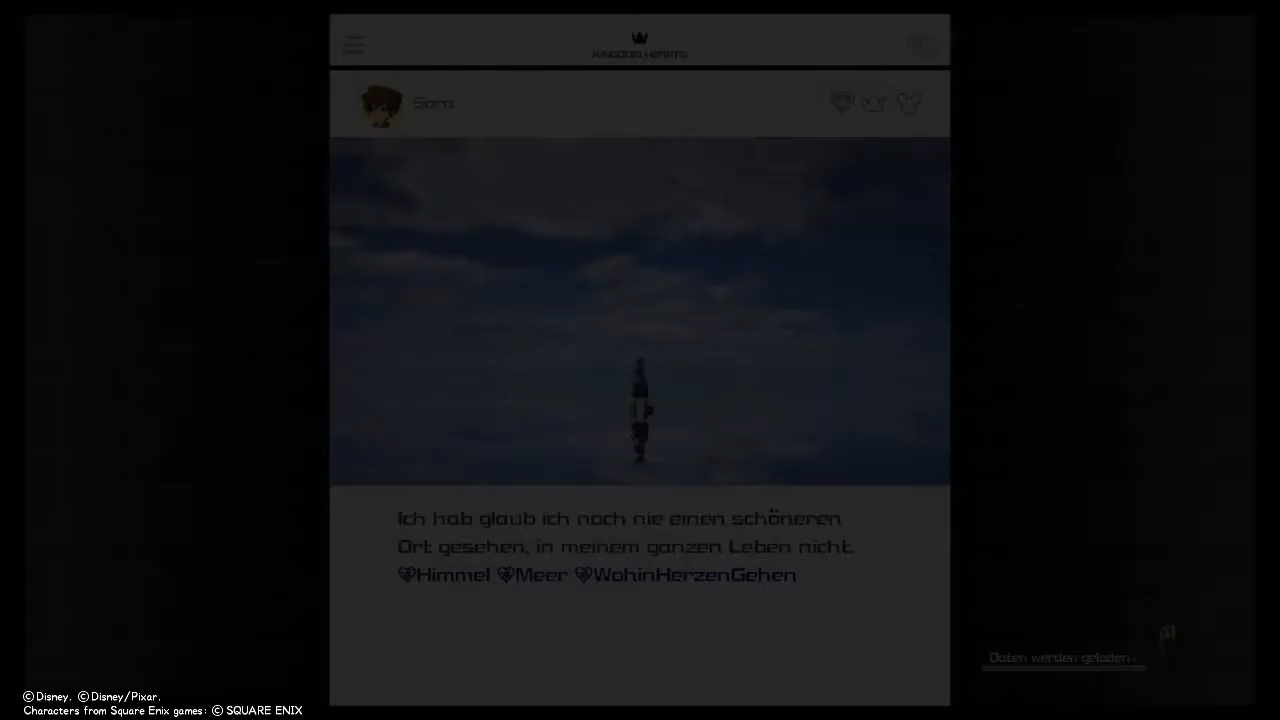 KINGDOM HEARTS
Sora
Ich hab glaub ich noch nie einen schöneren
Ort gesehen, in meinem ganzen Leben nicht.
Himmel Meer WohinHerzenGehen
Daten werden geladen...
©Disney. ©Disney/Pixar.
Characters from Square Enix games: © SQUARE ENIX